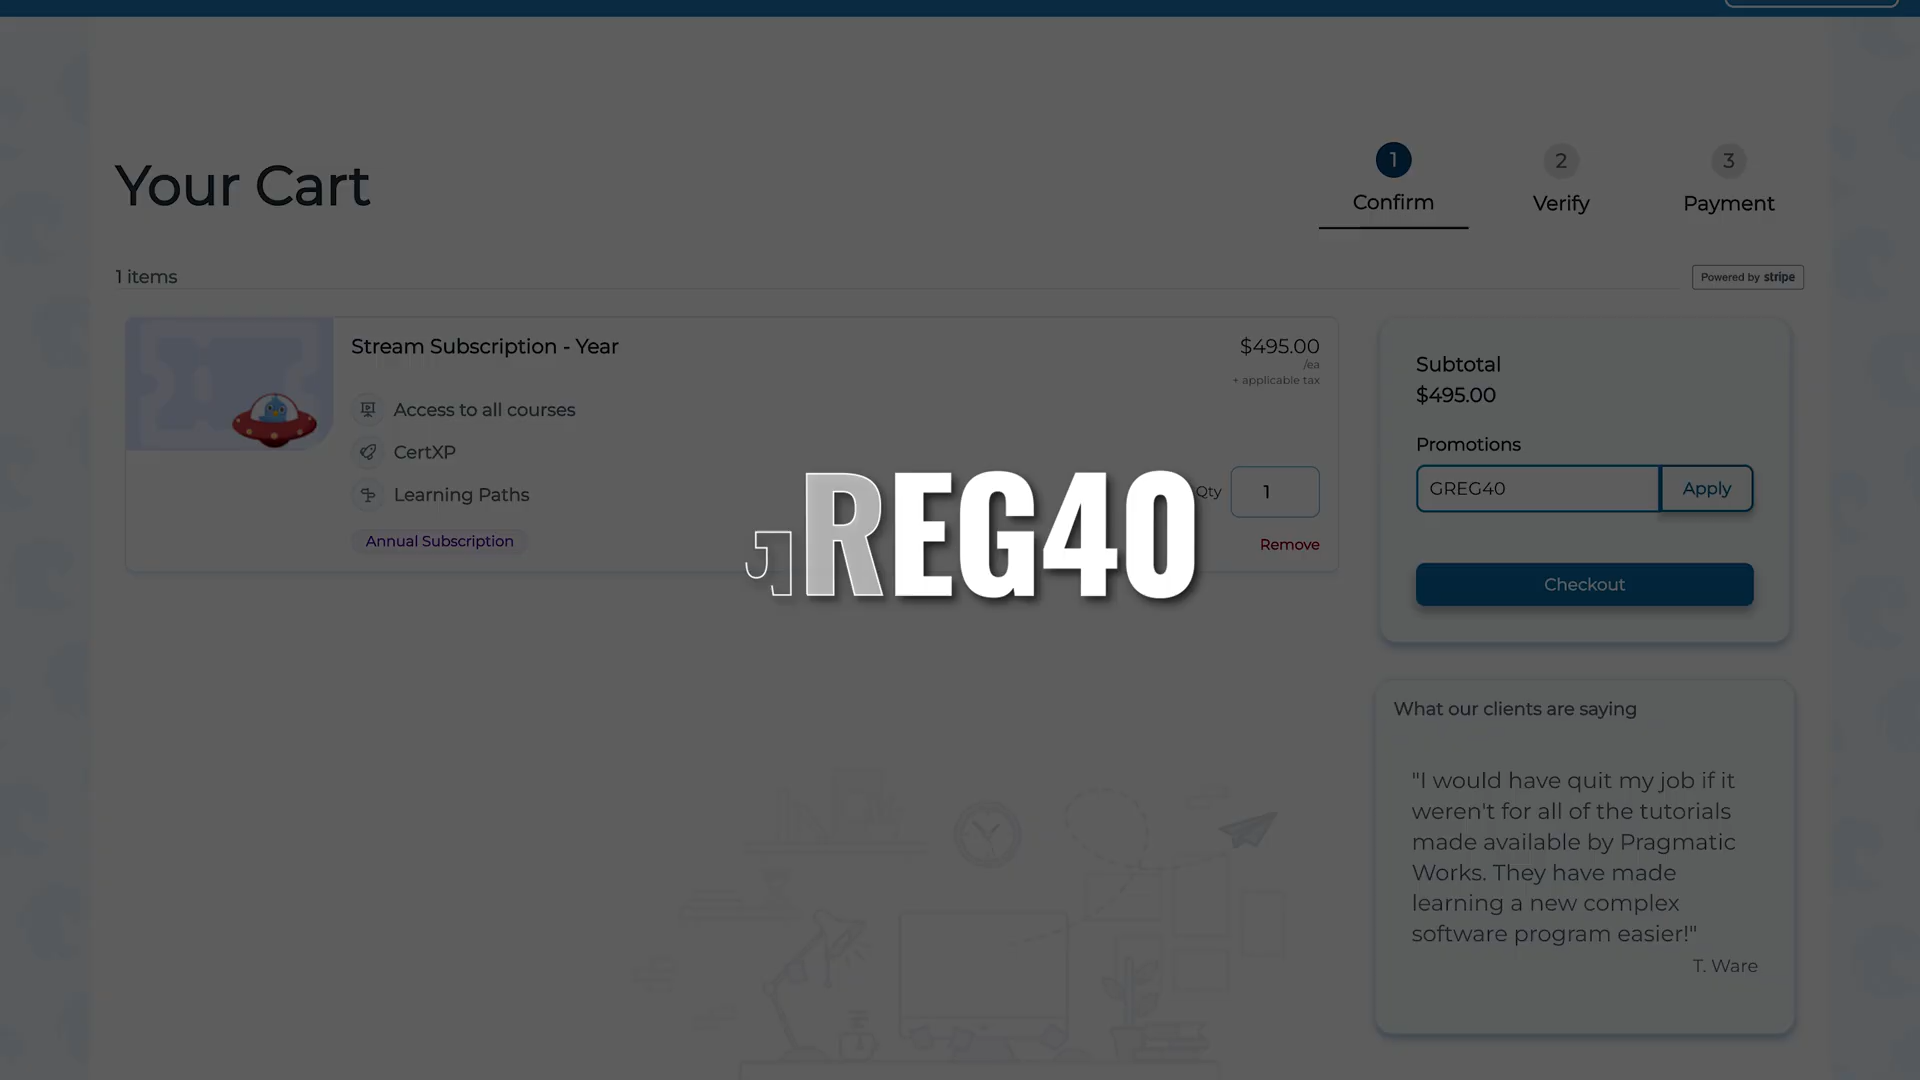 Your Cart
1
Confirm
2
Verify
3
Payment
1 items
Powered by stripe
Stream Subscription - Year
$495.00
/ea
+ applicable tax
Access to all courses
CertXP
Learning Paths
Annual Subscription
Qty
1
Remove
REG40
Subtotal
$495.00
Promotions
GREG40
Apply
Checkout
What our clients are saying
"I would have quit my job if it
weren't for all of the tutorials
made available by Pragmatic
Works. They have made
learning a new complex
software program easier!"
T. Ware